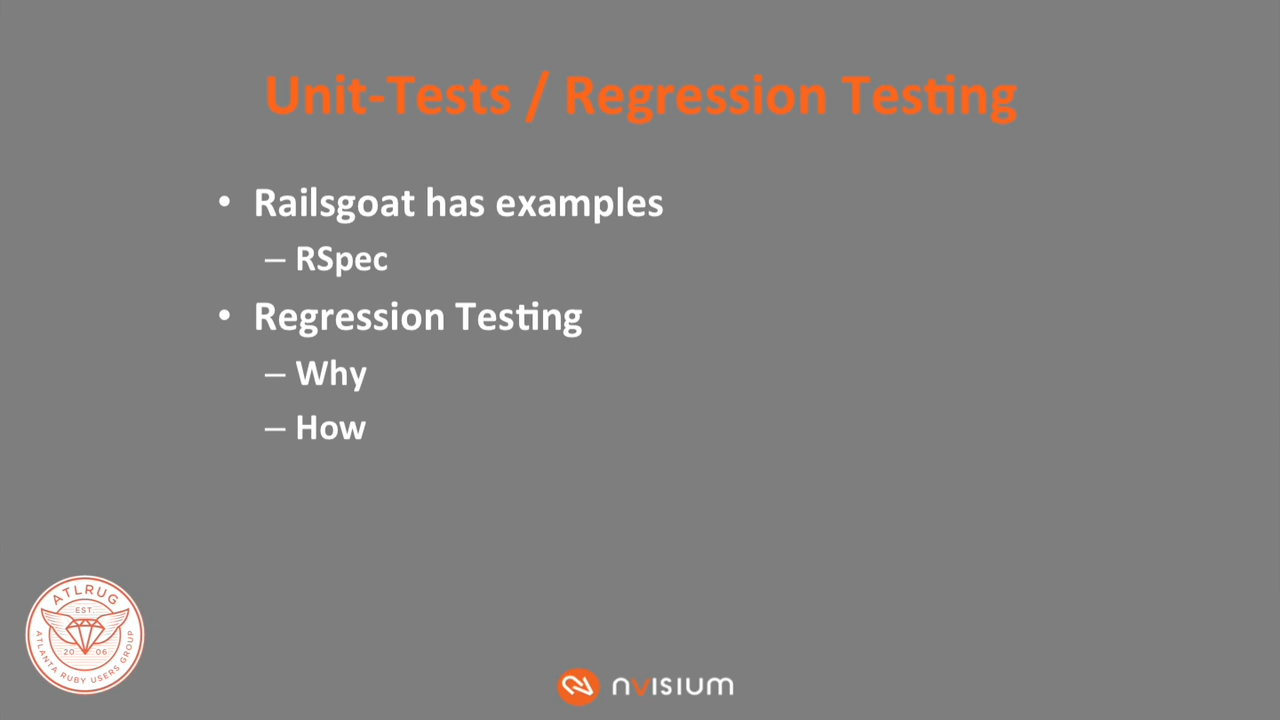 Unit-Tests / Regression Testing
• Railsgoat has examples
– RSpec
• Regression Testing
– Why
– How
ATLRUG
EST.
20 06
ATLANTA RUBY USERS GROUP
nvisium